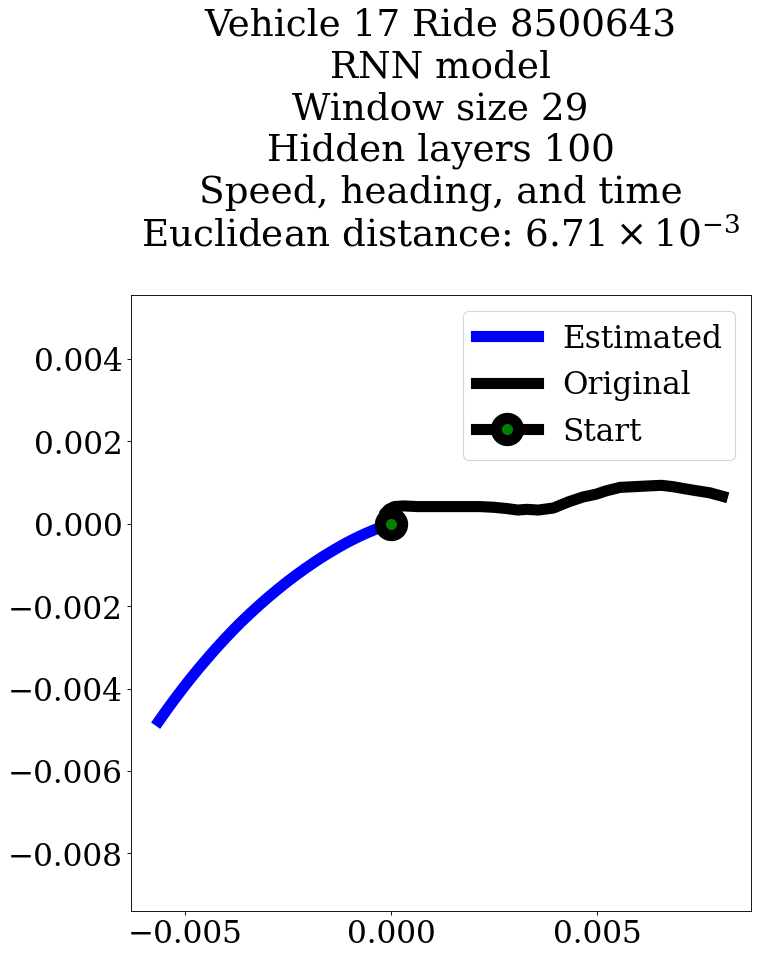 Vehicle 17 Ride 8500643
RNN model
Window size 29
Hidden layers 100
Speed, heading, and time
Euclidean distance: 6.71 × 10⁻³
Estimated
Original
Start
0.004
0.002
0.000
−0.002
−0.004
−0.006
−0.008
−0.005 0.000 0.005